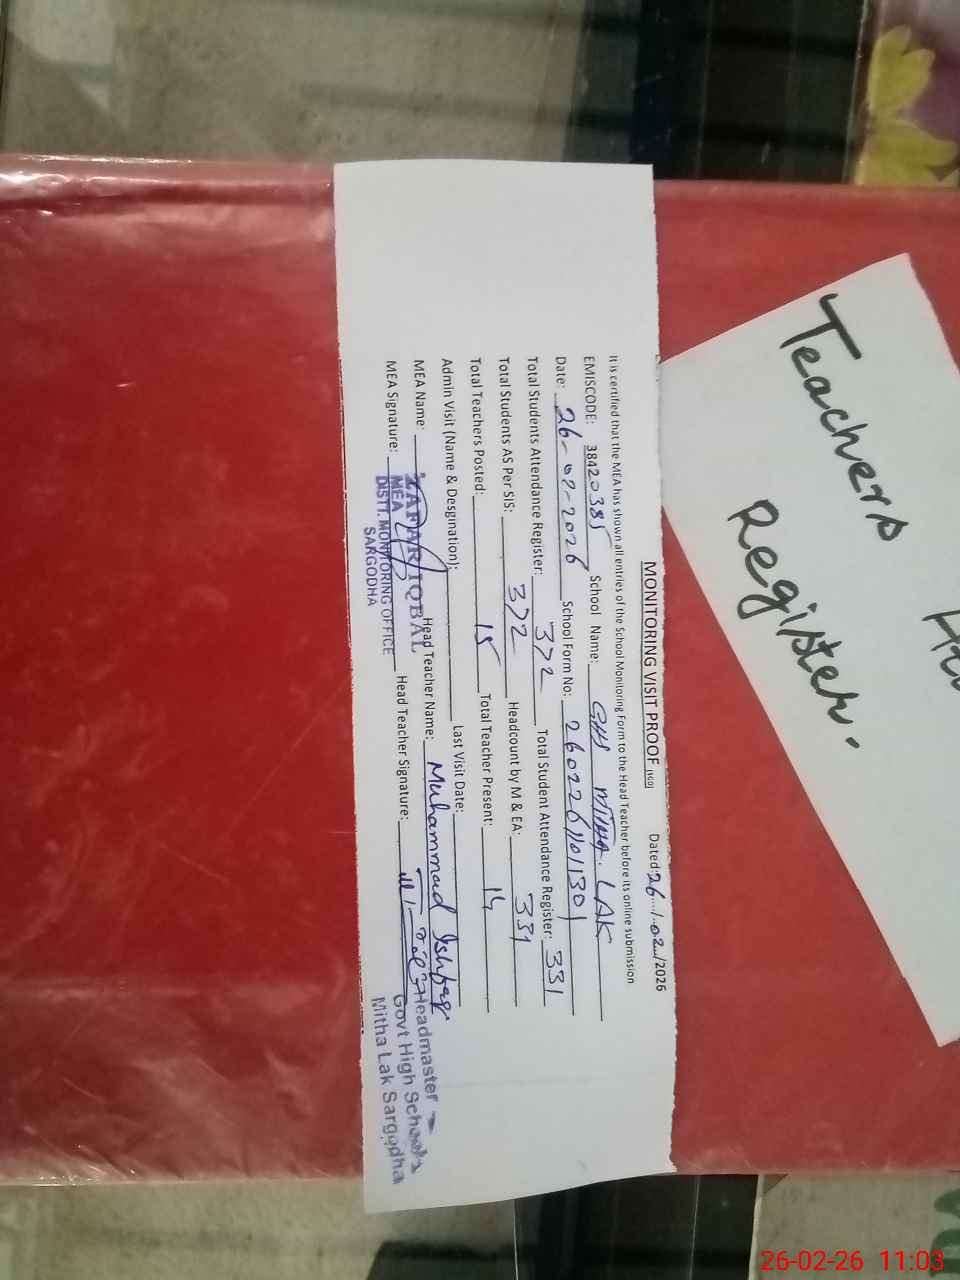 MONITORING VISIT PROOF (SGD) Dated: 26/02/2026
It is certified that the MEA has shown all entries of the School Monitoring Form to the Head Teacher before its online submission
EMISCODE: 38420385 School Name: GHS MITHA LAK
Date: 26-02-2026 School Form No: 260226101301
Total Students Attendance Register: 372 Total Student Attendance Register: 331
Total Students AS Per SIS: 372 Headcount by M & EA: 331
Total Teachers Posted: 15 Total Teacher Present: 14
Admin Visit (Name & Desgination): Last Visit Date:
MEA Name: ZAFAR IQBAL Head Teacher Name: Muhammad Ishfaq
MEA Signature: Head Teacher Signature:
MEA
DISTT. MONITORING OFFICE
SARGODHA
Headmaster
Govt High School
Mitha Lak Sargodha
Teachers
Register.
26-02-26 11:03